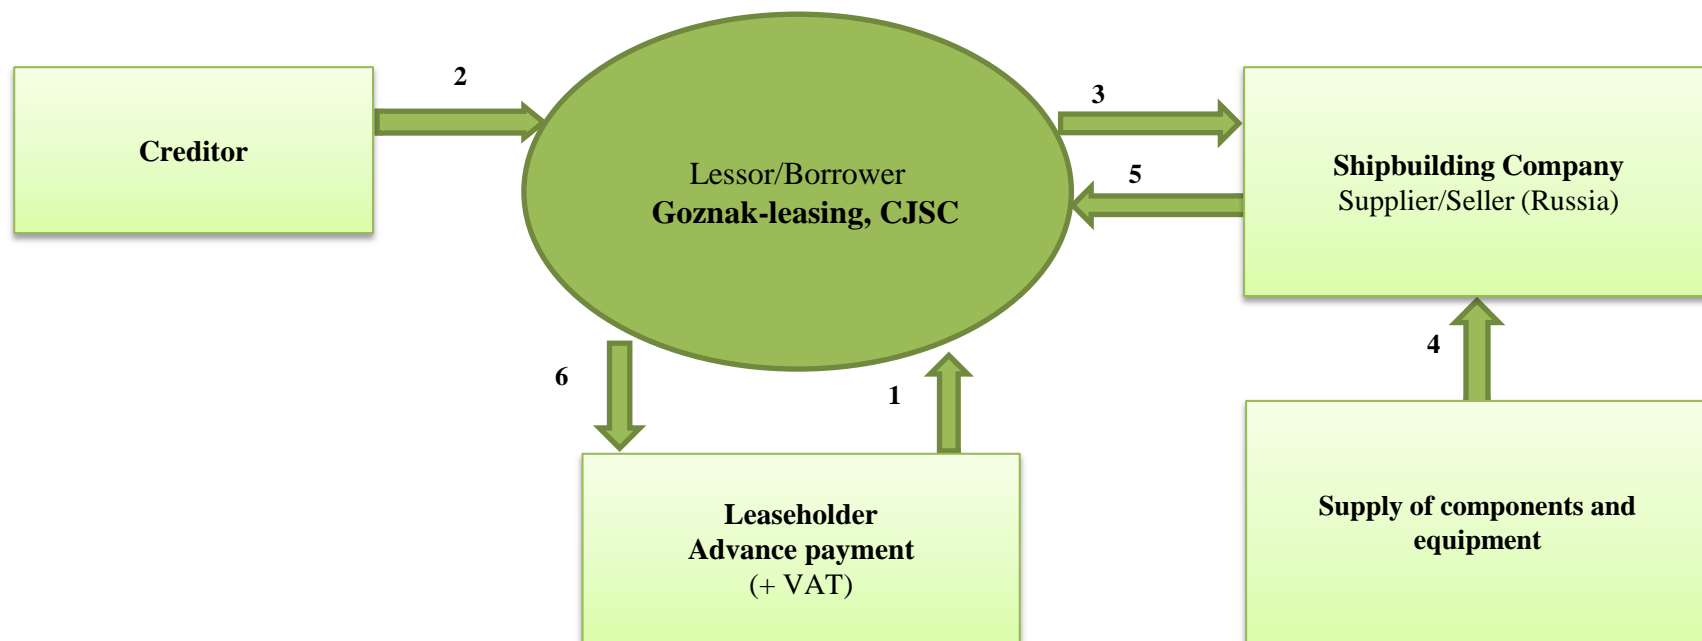 2
Creditor
Lessor/Borrower
Goznak-leasing, CJSC
3
5
Shipbuilding Company
Supplier/Seller (Russia)
6
1
4
Leaseholder
Advance payment
(+ VAT)
Supply of components and
equipment